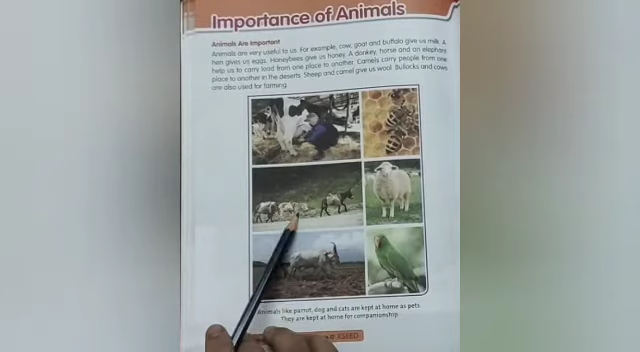 Importance of Animals
Animals Are Important
Animals are very useful to us. For example, cow, goat and buffalo give us milk. A
hen gives us eggs. Honeybees give us honey. A donkey, horse and an elephant
help us to carry load from one place to another. Camels carry people from one
place to another in the deserts. Sheep and camel give us wool. Bullocks and cows
are also used for farming.
Animals like parrot, dog and cats are kept at home as pets.
They are kept at home for companionship.